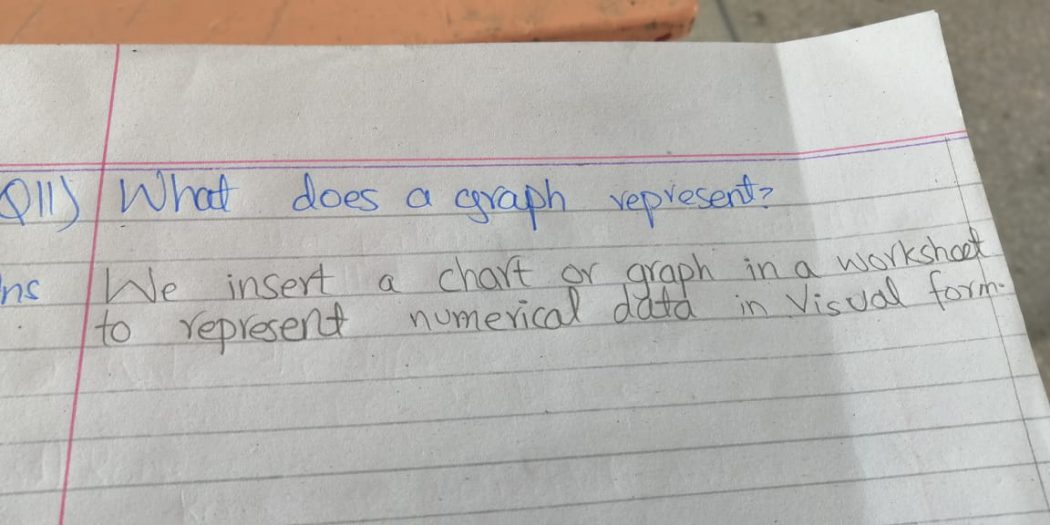 Q11) What does a graph represent?
ns We insert a chart or graph in a worksheet
to represent numerical data in Visual form.